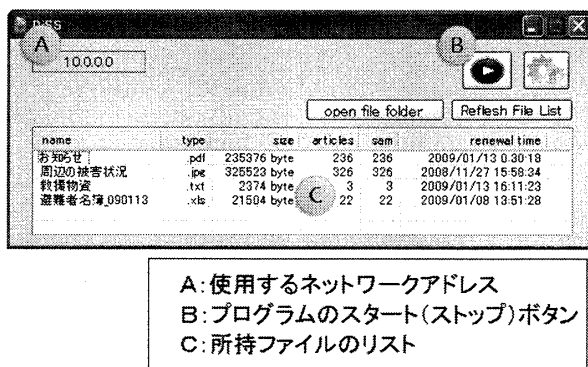 DiSS
A
10.0.0.0
B
open file folder
Reflesh File List
name type size articles sam renewal time
お知らせ .pdf 235376 byte 236 236 2009/01/13 0:30:18
周辺の被害状況 .jpg 325523 byte 326 326 2008/11/27 15:58:34
救援物資 .txt 2374 byte 3 3 2009/01/13 16:11:23
避難者名簿_090113 .xls 21504 byte 22 22 2009/01/08 13:51:28
C
A:使用するネットワークアドレス
B:プログラムのスタート(ストップ)ボタン
C:所持ファイルのリスト